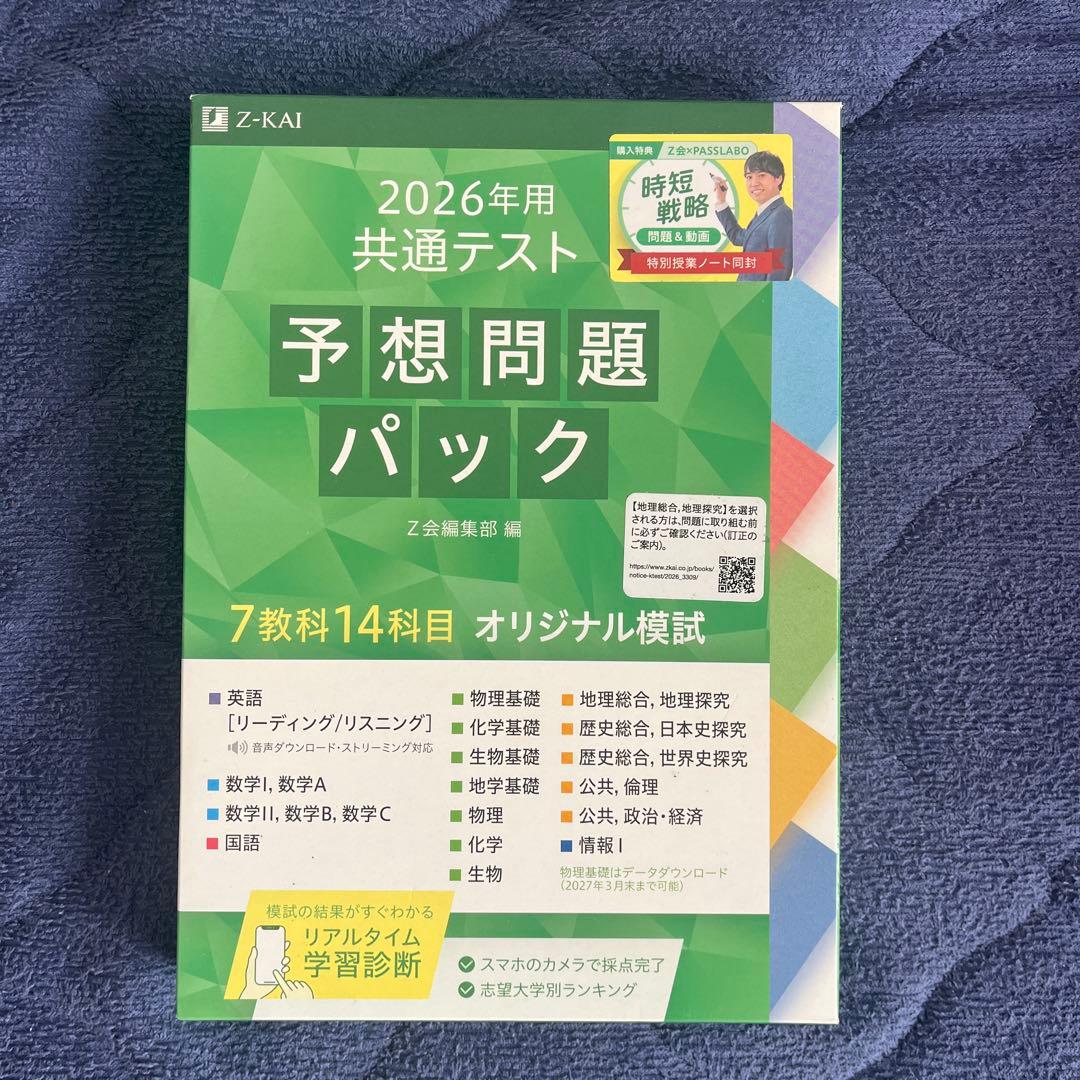 Z-KAI
購入特典 Z会×PASSLABO
時短
戦略
問題＆動画
特別授業ノート同封
2026年用
共通テスト
予想問題
パック
Z会編集部 編
【地理総合,地理探究】を選択
される方は、問題に取り組む前
に必ずご確認ください(訂正の
ご案内)。
https://www.zkai.co.jp/books/
notice-ktest/2026_3309/
7教科14科目 オリジナル模試
英語
[リーディング/リスニング]
音声ダウンロード・ストリーミング対応
数学I, 数学A
数学II, 数学B, 数学C
国語
物理基礎
化学基礎
生物基礎
地学基礎
物理
化学
生物
地理総合, 地理探究
歴史総合, 日本史探究
歴史総合, 世界史探究
公共, 倫理
公共, 政治・経済
情報I
物理基礎はデータダウンロード
(2027年3月末まで可能)
模試の結果がすぐわかる
リアルタイム
学習診断
スマホのカメラで採点完了
志望大学別ランキング